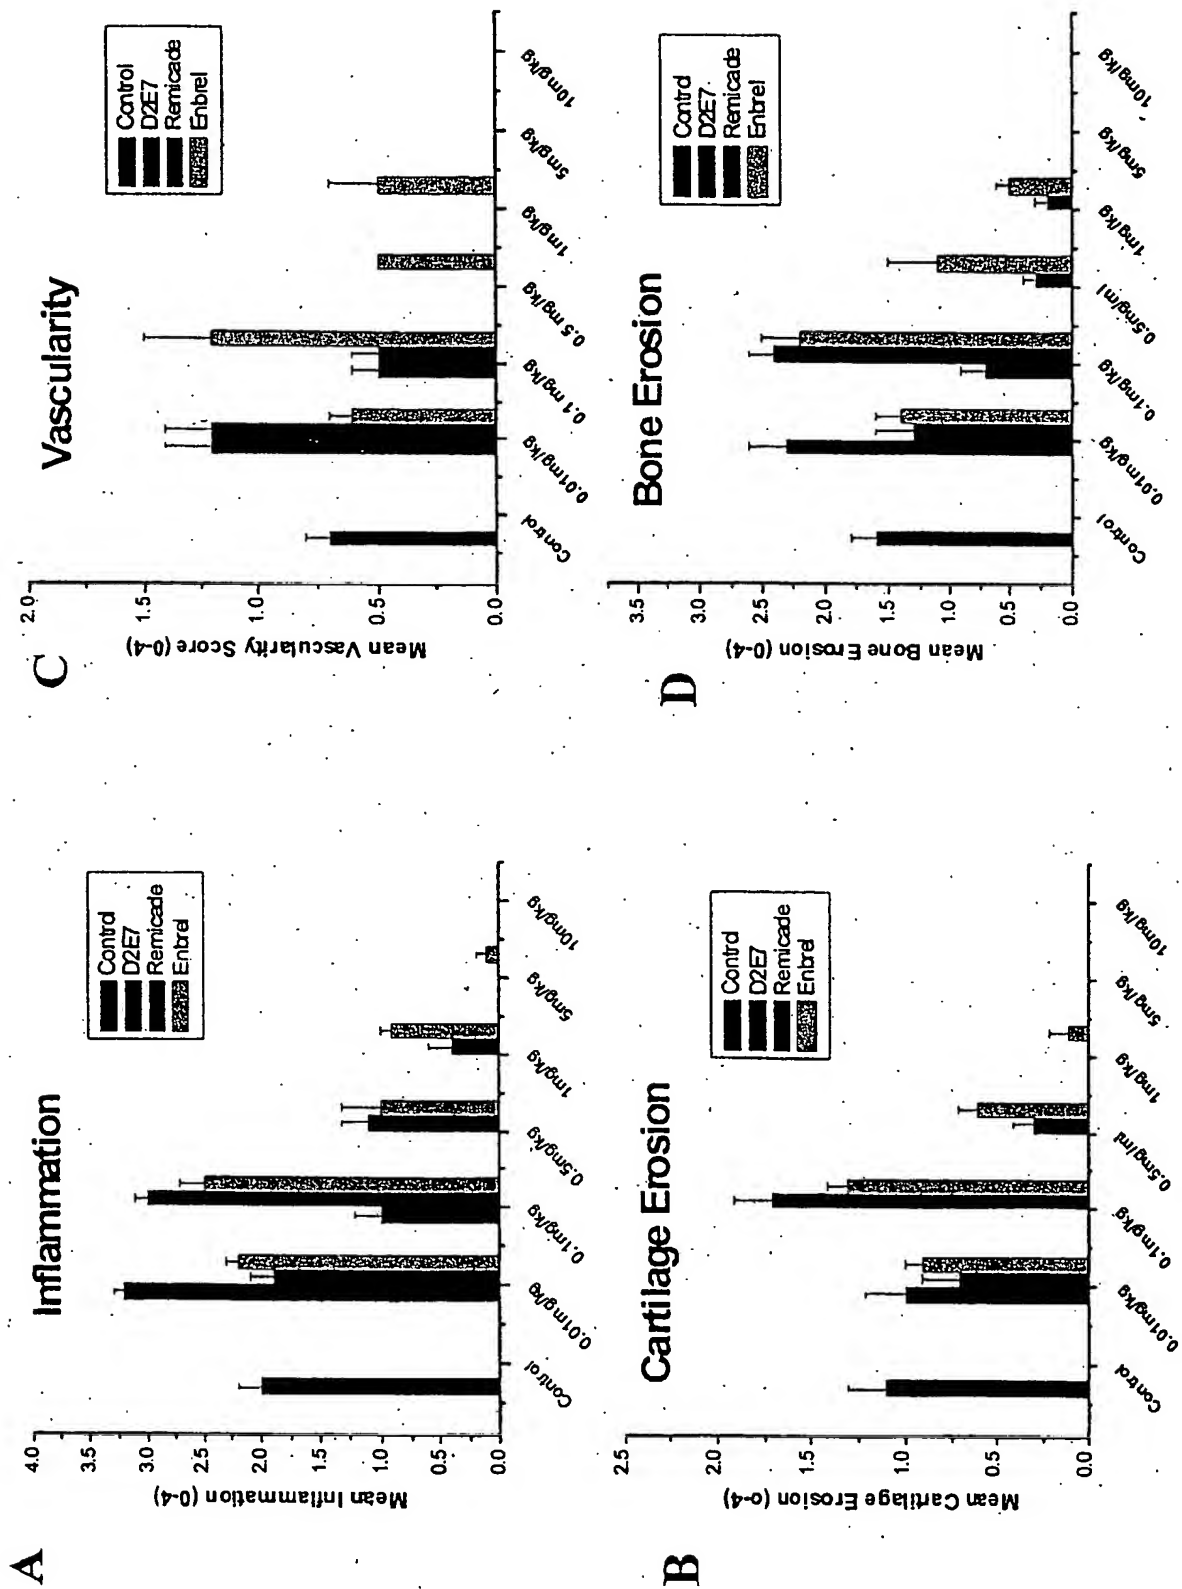 A
Inflammation
Mean Inflammation (0-4)
4.0
3.5
3.0
2.5
2.0
1.5
1.0
0.5
0.0
Control
D2E7
Remicade
Enbrel
Control
0.01mg/kg
0.1mg/kg
0.5mg/kg
1mg/kg
5mg/kg
10mg/kg
B
Cartilage Erosion
Mean Cartilage Erosion (o-4)
2.5
2.0
1.5
1.0
0.5
0.0
Control
D2E7
Remicade
Enbrel
Control
0.01mg/kg
0.1mg/kg
0.5mg/ml
1mg/kg
5mg/kg
10mg/kg
C
Vascularity
Mean Vascularity Score (0-4)
2.0
1.5
1.0
0.5
0.0
Control
D2E7
Remicade
Enbrel
Control
0.01mg/kg
0.1 mg/kg
0.5 mg/kg
1mg/kg
5mg/kg
10mg/kg
D
Bone Erosion
Mean Bone Erosion (0-4)
3.5
3.0
2.5
2.0
1.5
1.0
0.5
0.0
Control
D2E7
Remicade
Enbrel
Control
0.01mg/kg
0.1mg/kg
0.5mg/ml
1mg/kg
5mg/kg
10mg/kg